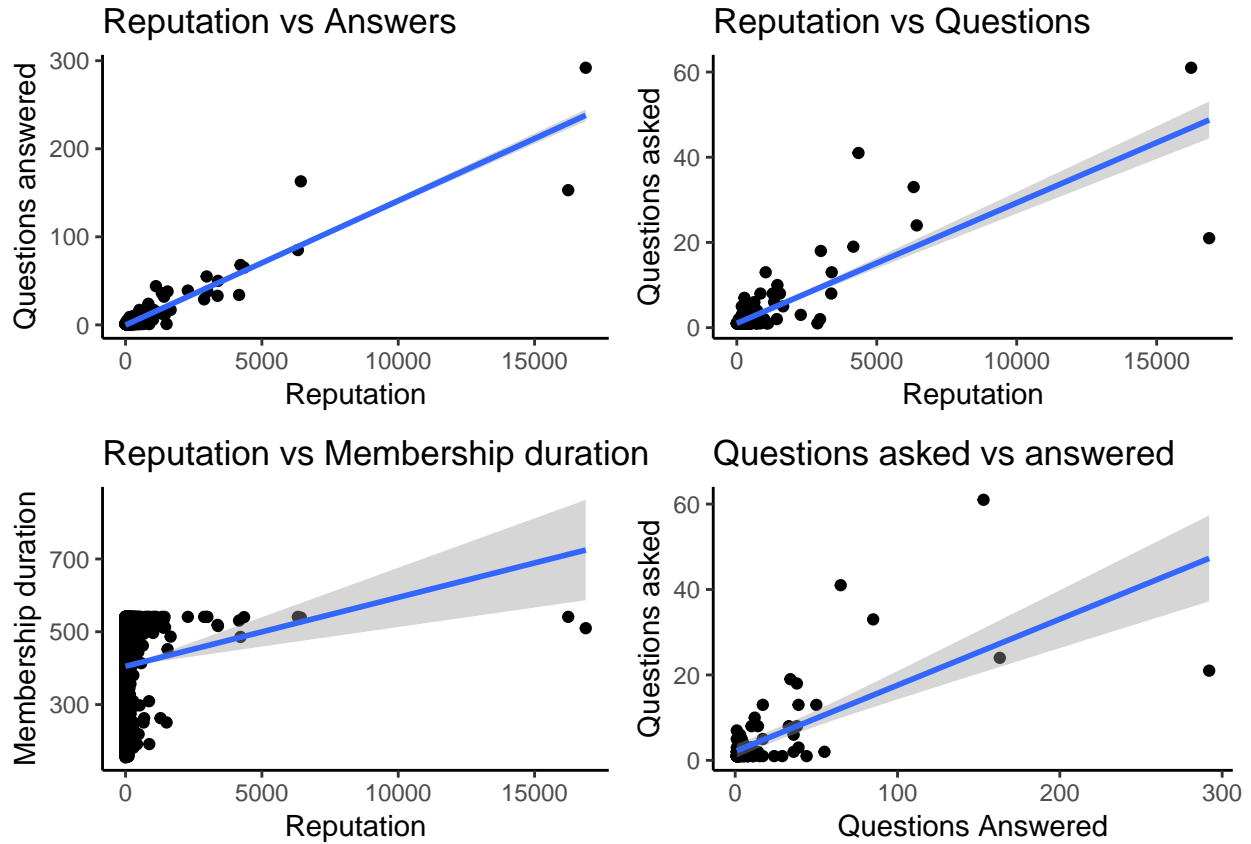 Reputation vs Answers
Questions answered
300
200
100
0
0 5000 10000 15000
Reputation
Reputation vs Questions
Questions asked
60
40
20
0
0 5000 10000 15000
Reputation
Reputation vs Membership duration
Membership duration
700
500
300
0 5000 10000 15000
Reputation
Questions asked vs answered
Questions asked
60
40
20
0
0 100 200 300
Questions Answered